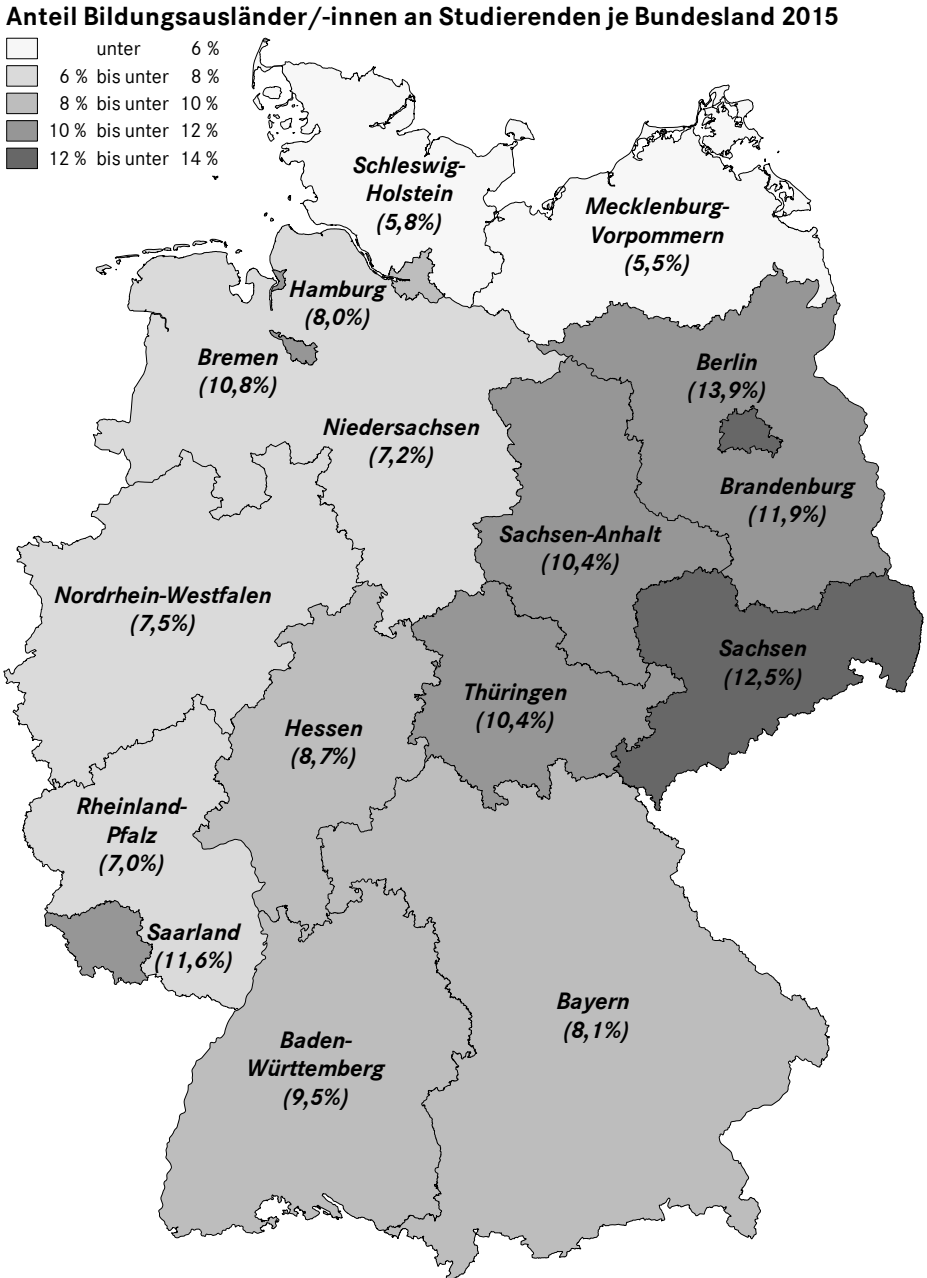 Anteil Bildungsausländer/-innen an Studierenden je Bundesland 2015
unter 6 %
6 % bis unter 8 %
8 % bis unter 10 %
10 % bis unter 12 %
12 % bis unter 14 %
Schleswig-
Holstein
(5,8%)
Mecklenburg-
Vorpommern
(5,5%)
Hamburg
(8,0%)
Bremen
(10,8%)
Berlin
(13,9%)
Niedersachsen
(7,2%)
Brandenburg
(11,9%)
Sachsen-Anhalt
(10,4%)
Nordrhein-Westfalen
(7,5%)
Sachsen
(12,5%)
Thüringen
(10,4%)
Hessen
(8,7%)
Rheinland-
Pfalz
(7,0%)
Saarland
(11,6%)
Bayern
(8,1%)
Baden-
Württemberg
(9,5%)